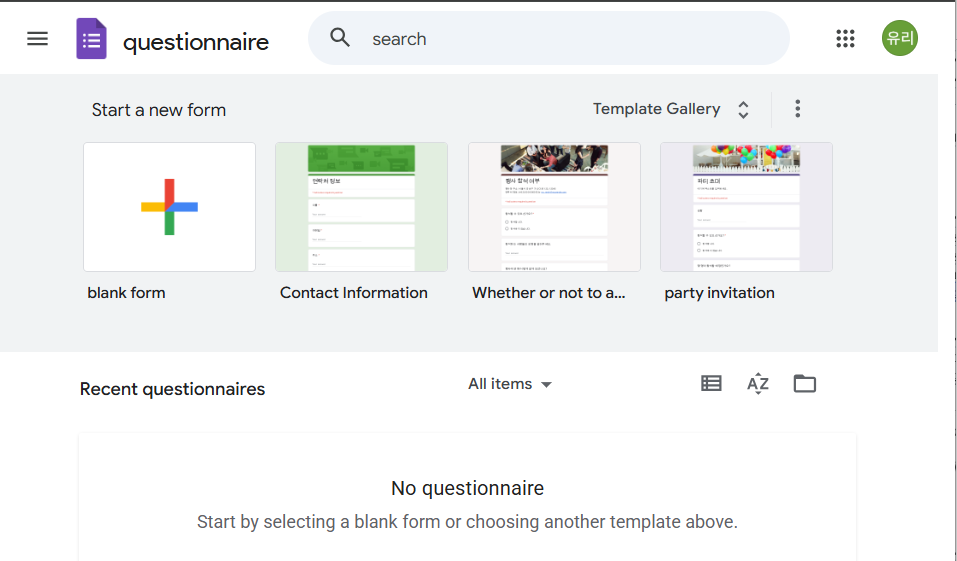 questionnaire
search
유리
Start a new form
Template Gallery
연락처 정보
행사 참석 여부
파티 초대
blank form
Contact Information
Whether or not to a...
party invitation
Recent questionnaires
All items
AZ
No questionnaire
Start by selecting a blank form or choosing another template above.